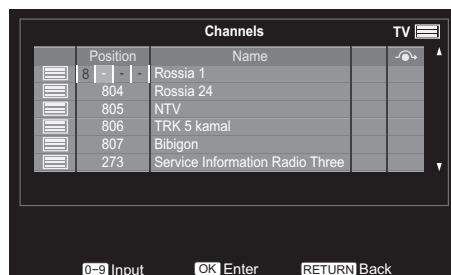 Channels TV
Position Name
8 - - - Rossia 1
804 Rossia 24
805 NTV
806 TRK 5 kamal
807 Bibigon
273 Service Information Radio Three
0-9 Input OK Enter RETURN Back